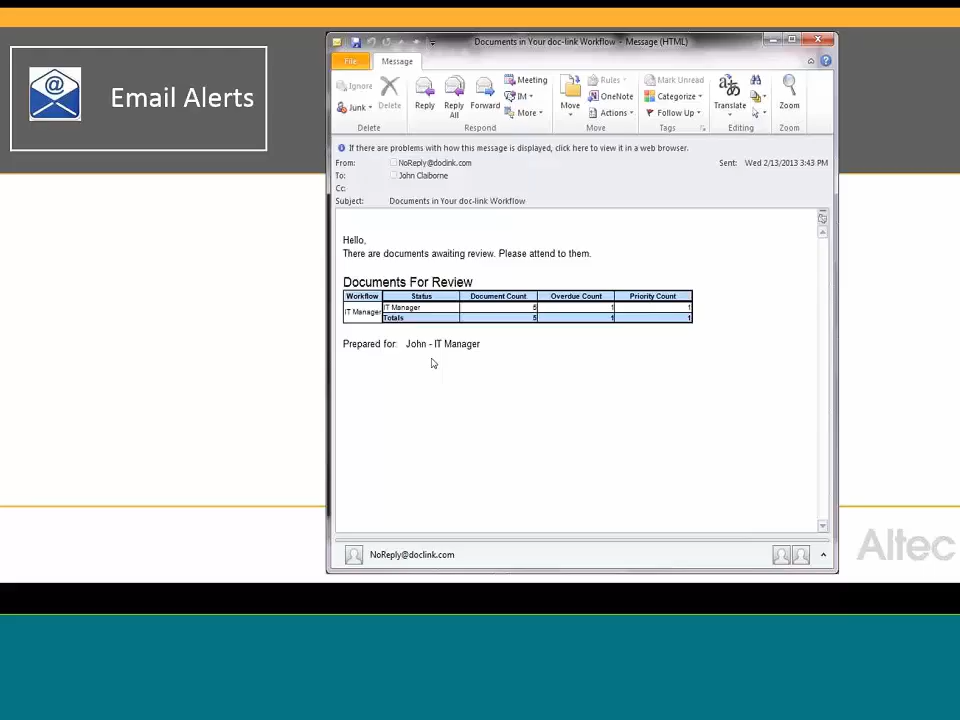 Email Alerts
Documents in Your doc-link Workflow - Message (HTML)
File Message
Ignore
Junk
Delete
Reply
Reply All
Forward
Meeting
IM
More
Move
Rules
OneNote
Actions
Mark Unread
Categorize
Follow Up
Translate
Zoom
Delete Respond Move Tags Editing Zoom
If there are problems with how this message is displayed, click here to view it in a web browser.
From: NoReply@doclink.com Sent: Wed 2/13/2013 3:43 PM
To: John Claiborne
Cc:
Subject: Documents in Your doc-link Workflow
Hello,
There are documents awaiting review. Please attend to them.
Documents For Review
Workflow Status Document Count Overdue Count Priority Count
IT Manager IT Manager 5 1 1
Totals 5 1 1
Prepared for: John - IT Manager
NoReply@doclink.com
Altec